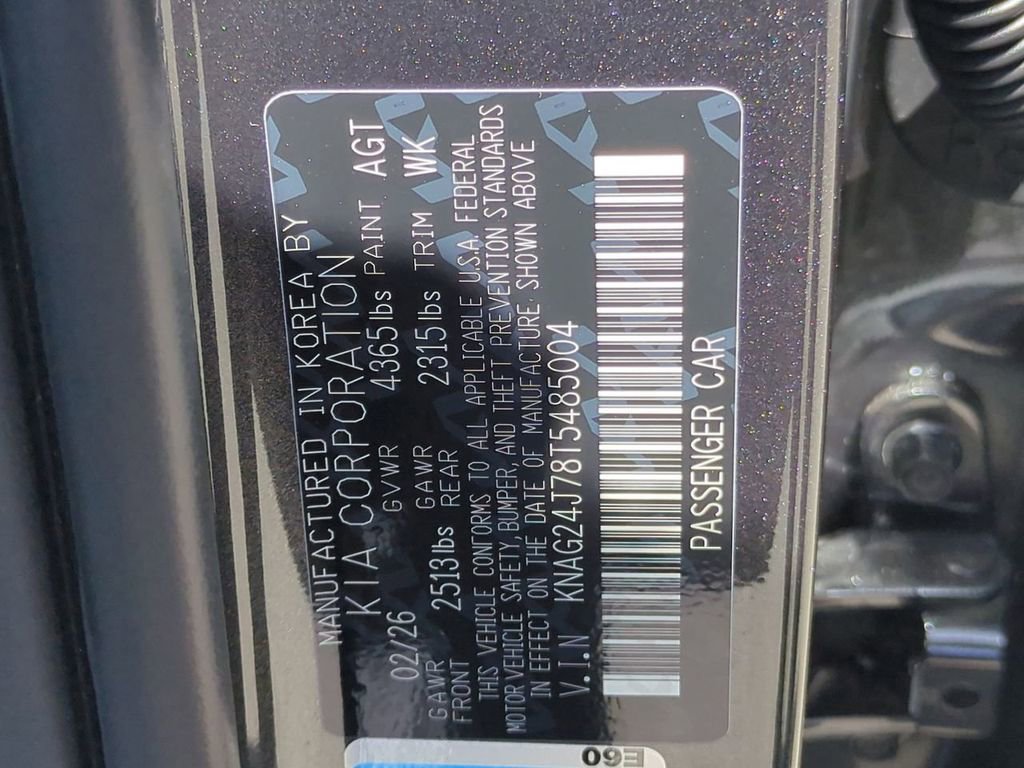 MANUFACTURED IN KOREA BY
KIA CORPORATION
02/26 GVWR 4365lbs PAINT AGT
GAWR FRONT 2513lbs GAWR REAR 2315lbs TRIM WK
THIS VEHICLE CONFORMS TO ALL APPLICABLE U.S.A. FEDERAL
MOTOR VEHICLE SAFETY, BUMPER, AND THEFT PREVENTION STANDARDS
IN EFFECT ON THE DATE OF MANUFACTURE SHOWN ABOVE
V.I.N KNAG24J78T5485004
PASSENGER CAR